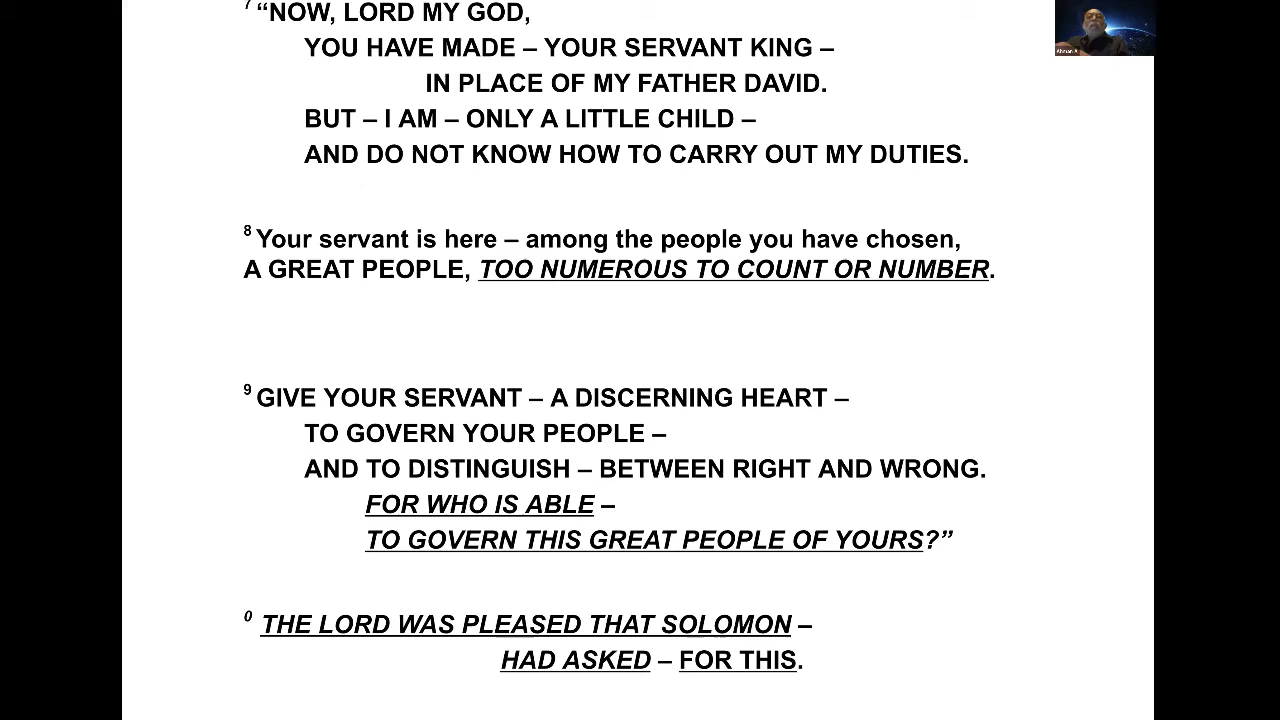 7 “NOW, LORD MY GOD,
YOU HAVE MADE – YOUR SERVANT KING –
IN PLACE OF MY FATHER DAVID.
BUT – I AM – ONLY A LITTLE CHILD –
AND DO NOT KNOW HOW TO CARRY OUT MY DUTIES.
8 Your servant is here – among the people you have chosen,
A GREAT PEOPLE, TOO NUMEROUS TO COUNT OR NUMBER.
9 GIVE YOUR SERVANT – A DISCERNING HEART –
TO GOVERN YOUR PEOPLE –
AND TO DISTINGUISH – BETWEEN RIGHT AND WRONG.
FOR WHO IS ABLE –
TO GOVERN THIS GREAT PEOPLE OF YOURS?”
0 THE LORD WAS PLEASED THAT SOLOMON –
HAD ASKED – FOR THIS.